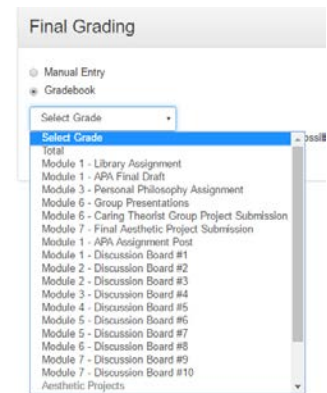 Final Grading
Manual Entry
Gradebook
Select Grade
Select Grade
Total
Module 1 - Library Assignment
Module 1 - APA Final Draft
Module 3 - Personal Philosophy Assignment
Module 6 - Group Presentations
Module 6 - Caring Theorist Group Project Submission
Module 7 - Final Aesthetic Project Submission
Module 1 - APA Assignment Post
Module 1 - Discussion Board #1
Module 2 - Discussion Board #2
Module 2 - Discussion Board #3
Module 3 - Discussion Board #4
Module 4 - Discussion Board #5
Module 5 - Discussion Board #6
Module 5 - Discussion Board #7
Module 6 - Discussion Board #8
Module 7 - Discussion Board #9
Module 7 - Discussion Board #10
Aesthetic Projects